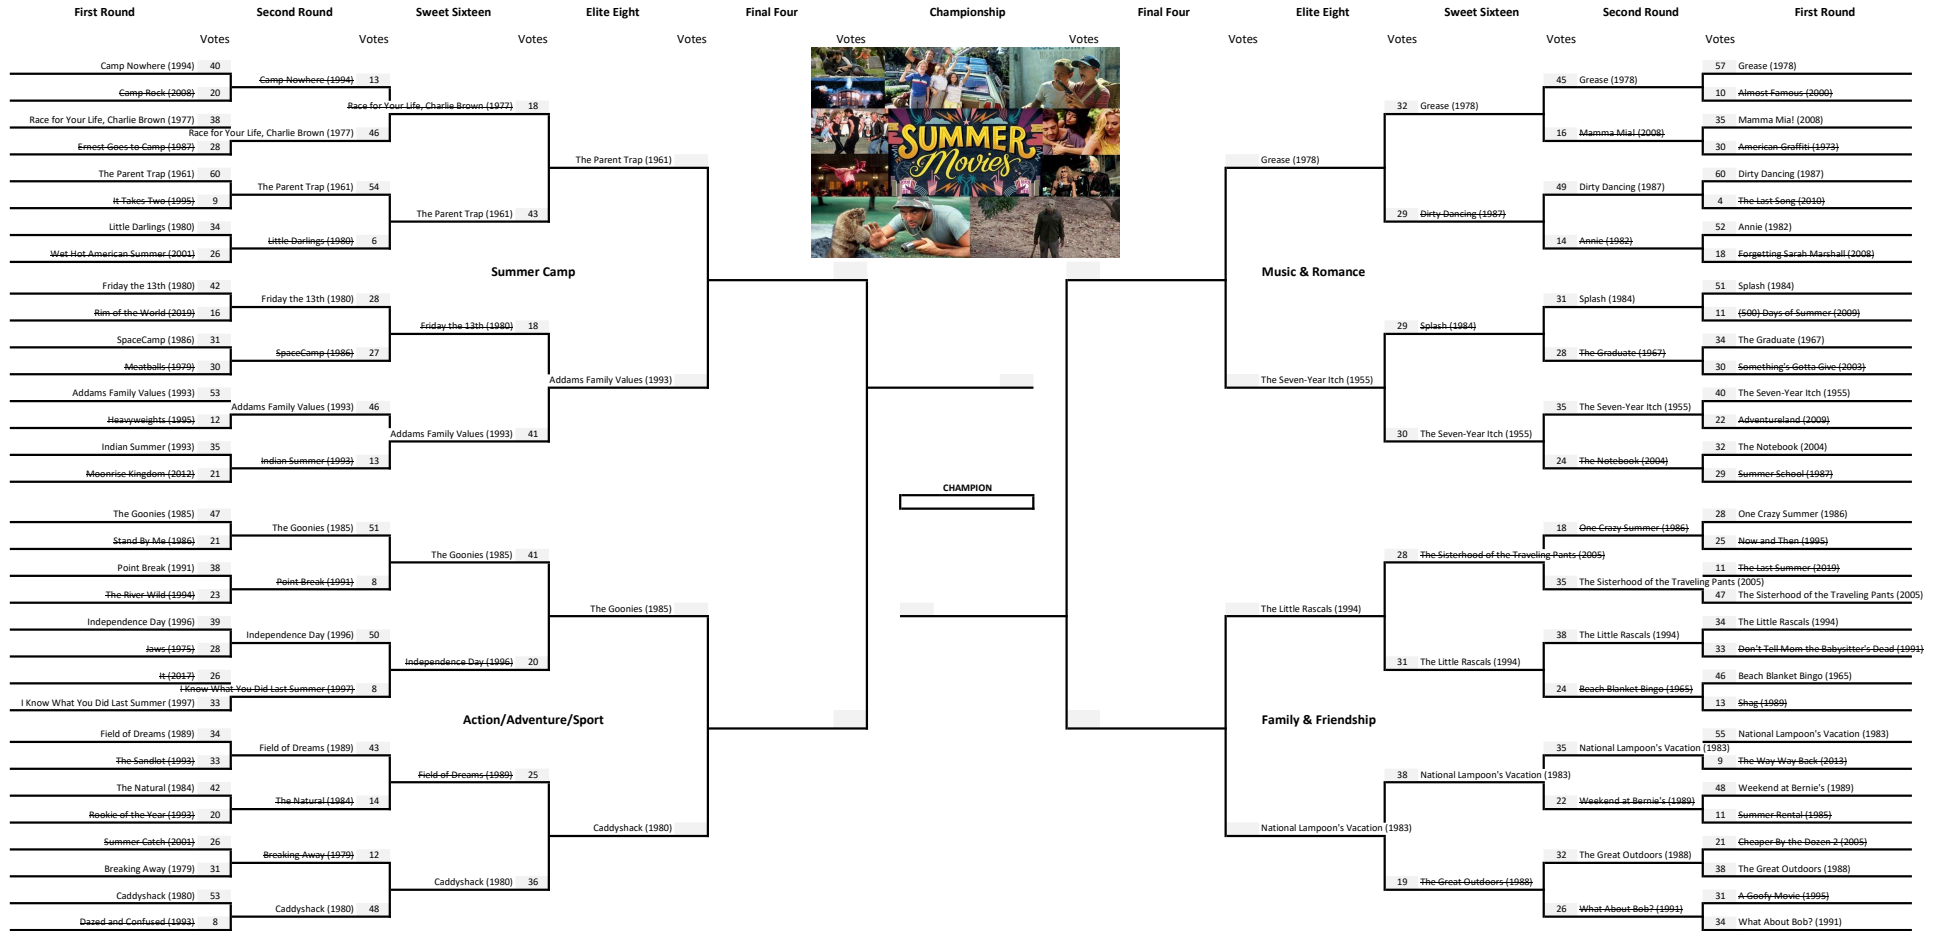 First Round Second Round Sweet Sixteen Elite Eight Final Four Championship Final Four Elite Eight Sweet Sixteen Second Round First Round
Votes Votes Votes Votes Votes Votes Votes Votes Votes Votes
Camp Nowhere (1994) 40
Camp Rock (2008) 20
Race for Your Life, Charlie Brown (1977) 38
Ernest Goes to Camp (1987) 28
The Parent Trap (1961) 60
It Takes Two (1995) 9
Little Darlings (1980) 34
Wet Hot American Summer (2001) 26
Friday the 13th (1980) 42
Rim of the World (2019) 16
SpaceCamp (1986) 31
Meatballs (1979) 30
Addams Family Values (1993) 53
Heavyweights (1995) 12
Indian Summer (1993) 35
Moonrise Kingdom (2012) 21
The Goonies (1985) 47
Stand By Me (1986) 21
Point Break (1991) 38
The River Wild (1994) 23
Independence Day (1996) 39
Jaws (1975) 28
It (2017) 26
I Know What You Did Last Summer (1997) 33
Field of Dreams (1989) 34
The Sandlot (1993) 33
The Natural (1984) 42
Rookie of the Year (1993) 20
Summer Catch (2001) 26
Breaking Away (1979) 31
Caddyshack (1980) 53
Dazed and Confused (1993) 8
Camp Nowhere (1994) 13
Race for Your Life, Charlie Brown (1977) 46
The Parent Trap (1961) 54
Little Darlings (1980) 6
Friday the 13th (1980) 28
SpaceCamp (1986) 27
Addams Family Values (1993) 46
Indian Summer (1993) 13
The Goonies (1985) 51
Point Break (1991) 8
Independence Day (1996) 50
I Know What You Did Last Summer (1997) 8
Field of Dreams (1989) 43
The Natural (1984) 14
Breaking Away (1979) 12
Caddyshack (1980) 48
Race for Your Life, Charlie Brown (1977) 18
The Parent Trap (1961) 43
Summer Camp
Friday the 13th (1980) 18
Addams Family Values (1993) 41
The Goonies (1985) 41
Independence Day (1996) 20
Action/Adventure/Sport
Field of Dreams (1989) 25
Caddyshack (1980) 36
The Parent Trap (1961)
Addams Family Values (1993)
The Goonies (1985)
Caddyshack (1980)
SUMMER
Movies
CHAMPION
Grease (1978)
Music & Romance
The Seven-Year Itch (1955)
The Little Rascals (1994)
Family & Friendship
National Lampoon's Vacation (1983)
32 Grease (1978)
29 Dirty Dancing (1987)
29 Splash (1984)
30 The Seven-Year Itch (1955)
28 The Sisterhood of the Traveling Pants (2005)
31 The Little Rascals (1994)
38 National Lampoon's Vacation (1983)
19 The Great Outdoors (1988)
45 Grease (1978)
16 Mamma Mia! (2008)
49 Dirty Dancing (1987)
14 Annie (1982)
31 Splash (1984)
28 The Graduate (1967)
35 The Seven-Year Itch (1955)
24 The Notebook (2004)
18 One Crazy Summer (1986)
35 The Sisterhood of the Traveling Pants (2005)
38 The Little Rascals (1994)
24 Beach Blanket Bingo (1965)
35 National Lampoon's Vacation (1983)
22 Weekend at Bernie's (1989)
32 The Great Outdoors (1988)
26 What About Bob? (1991)
57 Grease (1978)
10 Almost Famous (2000)
35 Mamma Mia! (2008)
30 American Graffiti (1973)
60 Dirty Dancing (1987)
4 The Last Song (2010)
52 Annie (1982)
18 Forgetting Sarah Marshall (2008)
51 Splash (1984)
11 (500) Days of Summer (2009)
34 The Graduate (1967)
30 Something's Gotta Give (2003)
40 The Seven-Year Itch (1955)
22 Adventureland (2009)
32 The Notebook (2004)
29 Summer School (1987)
28 One Crazy Summer (1986)
25 Now and Then (1995)
11 The Last Summer (2019)
47 The Sisterhood of the Traveling Pants (2005)
34 The Little Rascals (1994)
33 Don't Tell Mom the Babysitter's Dead (1991)
46 Beach Blanket Bingo (1965)
13 Shag (1989)
55 National Lampoon's Vacation (1983)
9 The Way Way Back (2013)
48 Weekend at Bernie's (1989)
11 Summer Rental (1985)
21 Cheaper By the Dozen 2 (2005)
38 The Great Outdoors (1988)
31 A Goofy Movie (1995)
34 What About Bob? (1991)